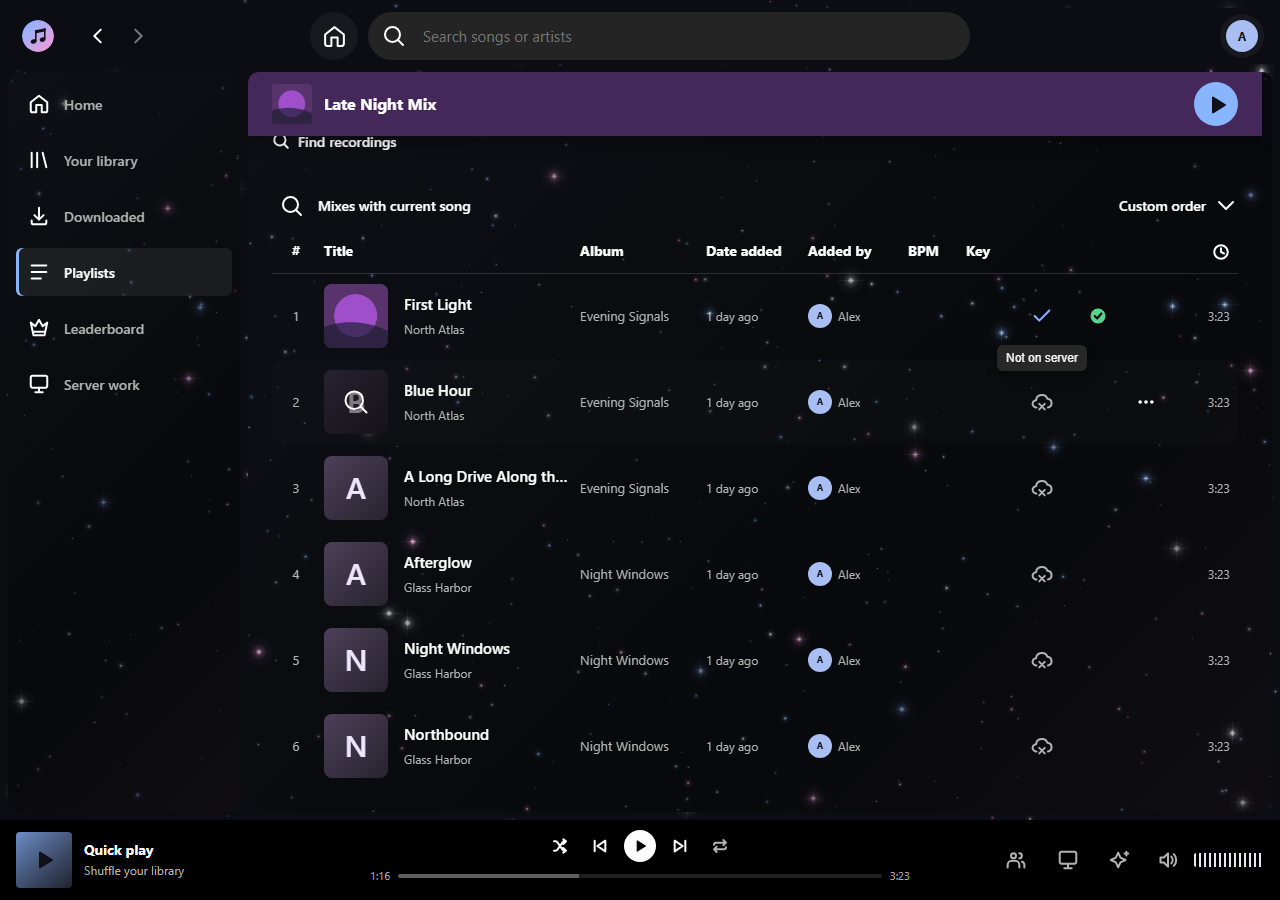 Search songs or artists
A
Home
Your library
Downloaded
Playlists
Leaderboard
Server work
Late Night Mix
Find recordings
Mixes with current song
Custom order
# Title Album Date added Added by BPM Key
1 First Light North Atlas Evening Signals 1 day ago A Alex 3:23
Not on server
2 B Blue Hour North Atlas Evening Signals 1 day ago A Alex 3:23
3 A A Long Drive Along th... North Atlas Evening Signals 1 day ago A Alex 3:23
4 A Afterglow Glass Harbor Night Windows 1 day ago A Alex 3:23
5 N Night Windows Glass Harbor Night Windows 1 day ago A Alex 3:23
6 N Northbound Glass Harbor Night Windows 1 day ago A Alex 3:23
Quick play
Shuffle your library
1:16
3:23